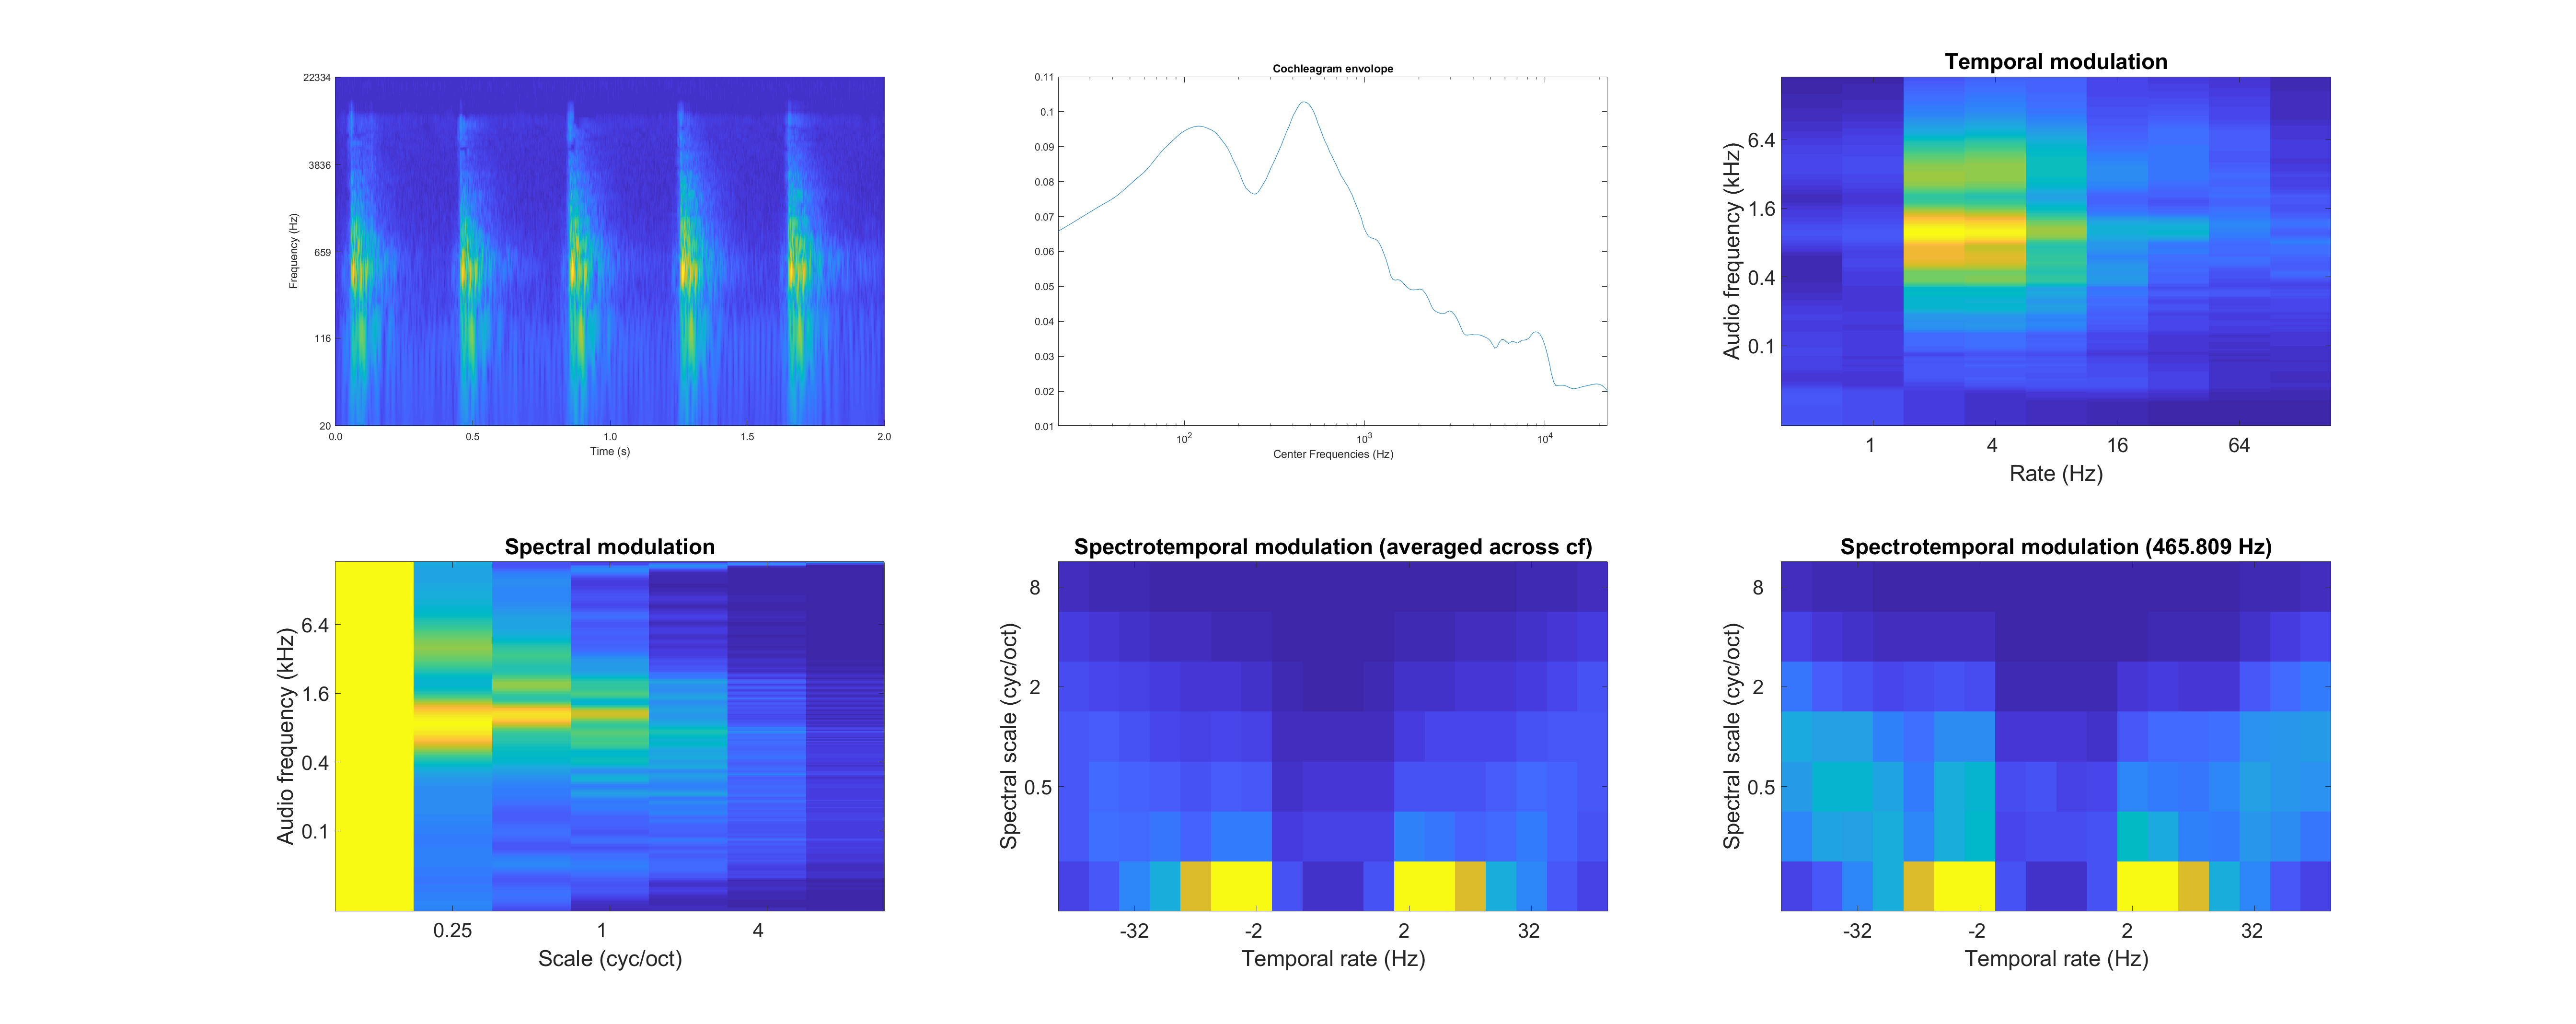 22334
3836
659
116
20
Frequency (Hz)
0.0 0.5 1.0 1.5 2.0
Time (s)
Cochleagram envolope
0.11
0.1
0.09
0.08
0.07
0.06
0.05
0.04
0.03
0.02
0.01
10^2 10^3 10^4
Center Frequencies (Hz)
Temporal modulation
6.4
1.6
0.4
0.1
Audio frequency (kHz)
1 4 16 64
Rate (Hz)
Spectral modulation
6.4
1.6
0.4
0.1
Audio frequency (kHz)
0.25 1 4
Scale (cyc/oct)
Spectrotemporal modulation (averaged across cf)
8
2
0.5
Spectral scale (cyc/oct)
-32 -2 2 32
Temporal rate (Hz)
Spectrotemporal modulation (465.809 Hz)
8
2
0.5
Spectral scale (cyc/oct)
-32 -2 2 32
Temporal rate (Hz)